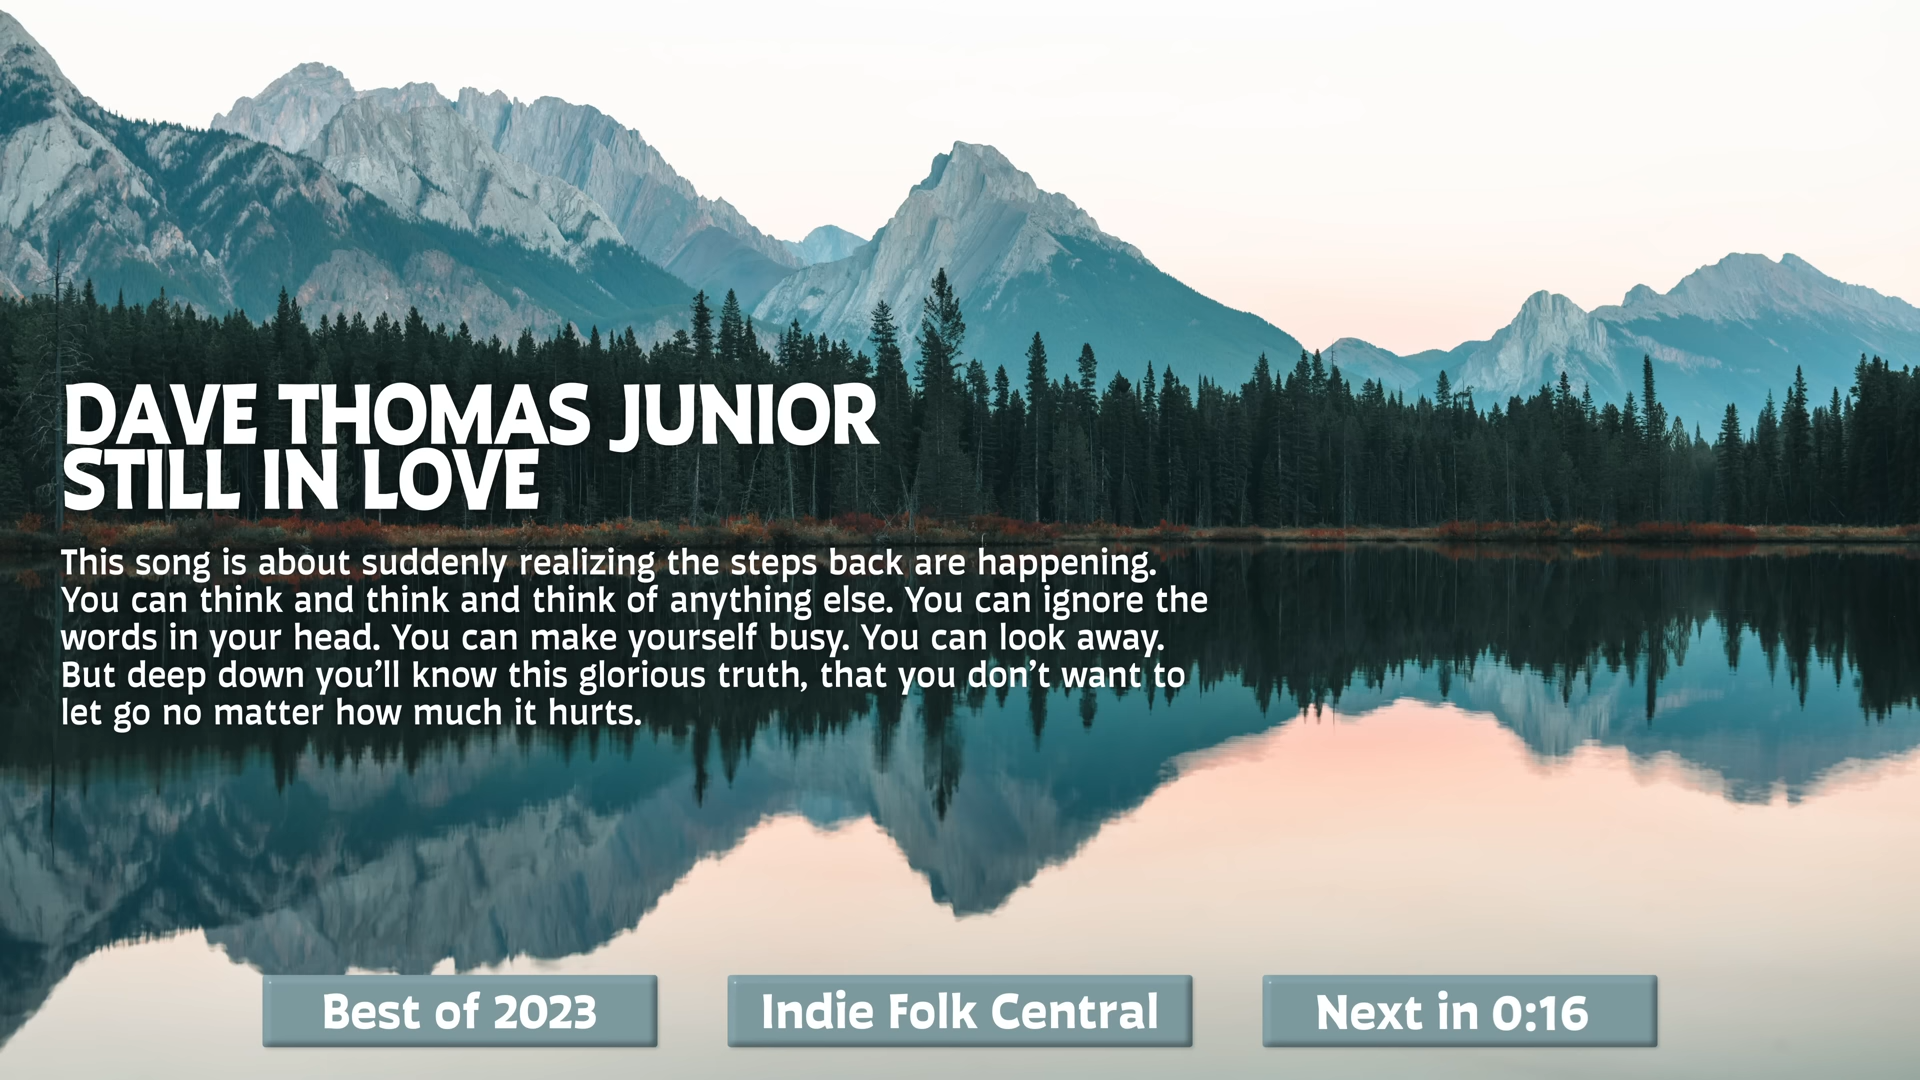 DAVE THOMAS JUNIOR
STILL IN LOVE
This song is about suddenly realizing the steps back are happening.
You can think and think and think of anything else. You can ignore the
words in your head. You can make yourself busy. You can look away.
But deep down you’ll know this glorious truth, that you don’t want to
let go no matter how much it hurts.
Best of 2023
Indie Folk Central
Next in 0:16